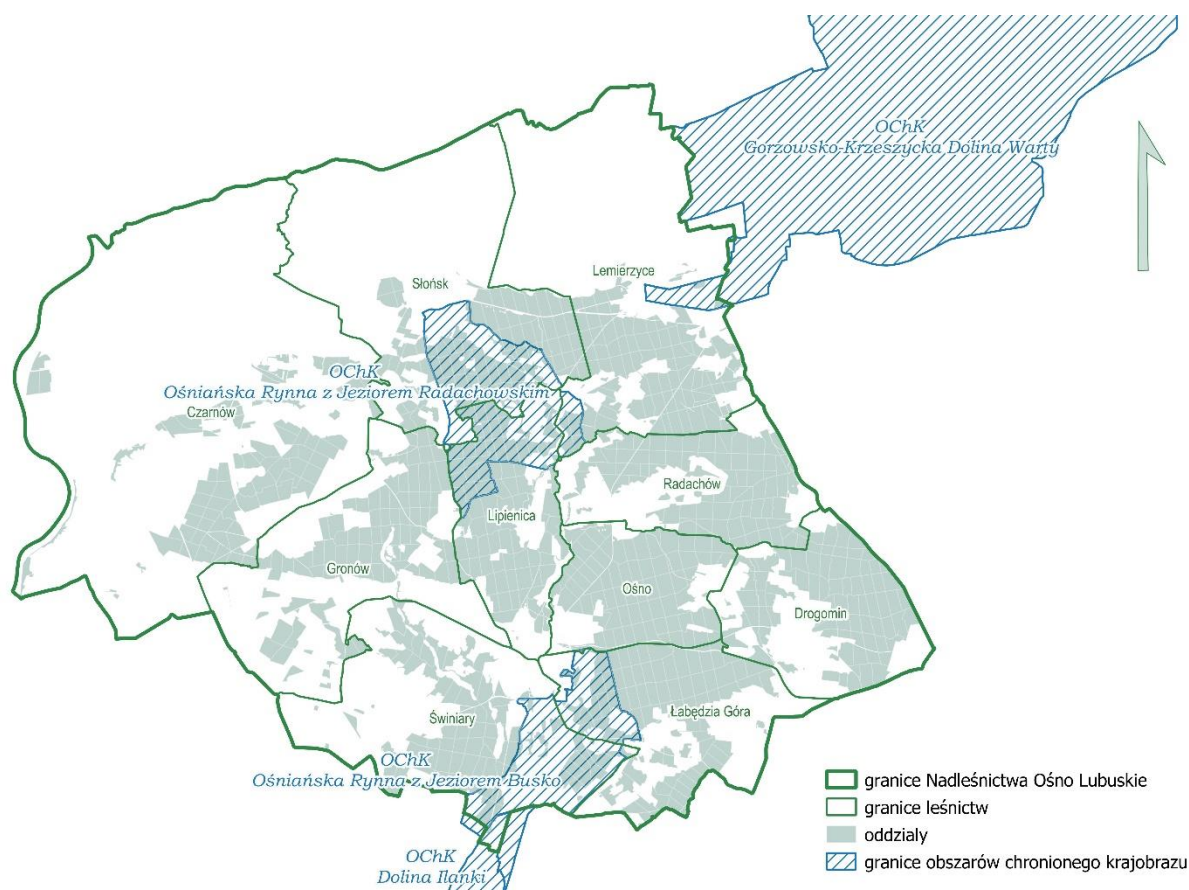 OChK
Gorzowsko-Krzeszycka Dolina Warty
Lemierzyce
Słońsk
OChK
Ośniańska Rynna z Jeziorem Radachowskim
Czarnów
Radachów
Lipienica
Gronów
Ośno
Drogomin
Łabędzia Góra
Świniary
OChK
Ośniańska Rynna z Jeziorem Busko
OChK
Dolina Ilanki
granice Nadleśnictwa Ośno Lubuskie
granice leśnictw
oddzialy
granice obszarów chronionego krajobrazu